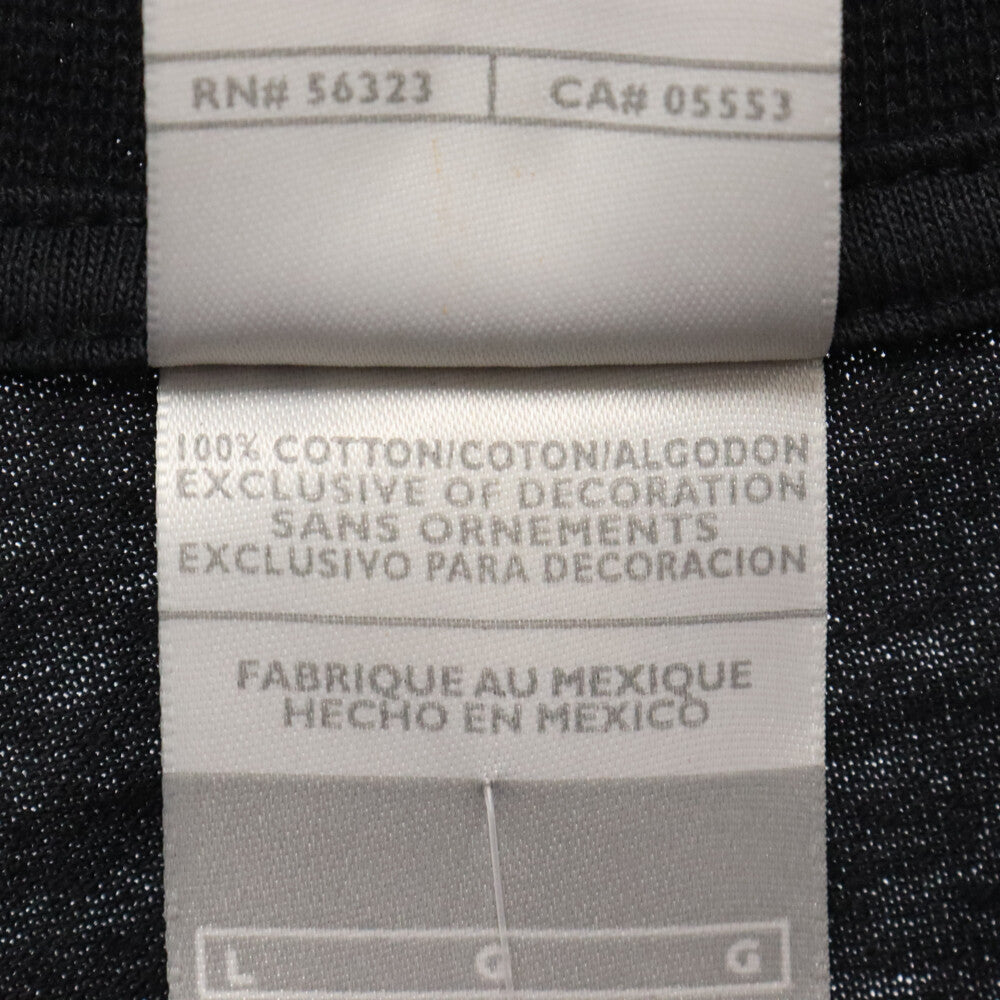 RN# 56323 CA# 05553
100% COTTON/COTON/ALGODON
EXCLUSIVE OF DECORATION
SANS ORNEMENTS
EXCLUSIVO PARA DECORACION
FABRIQUE AU MEXIQUE
HECHO EN MEXICO
L G G